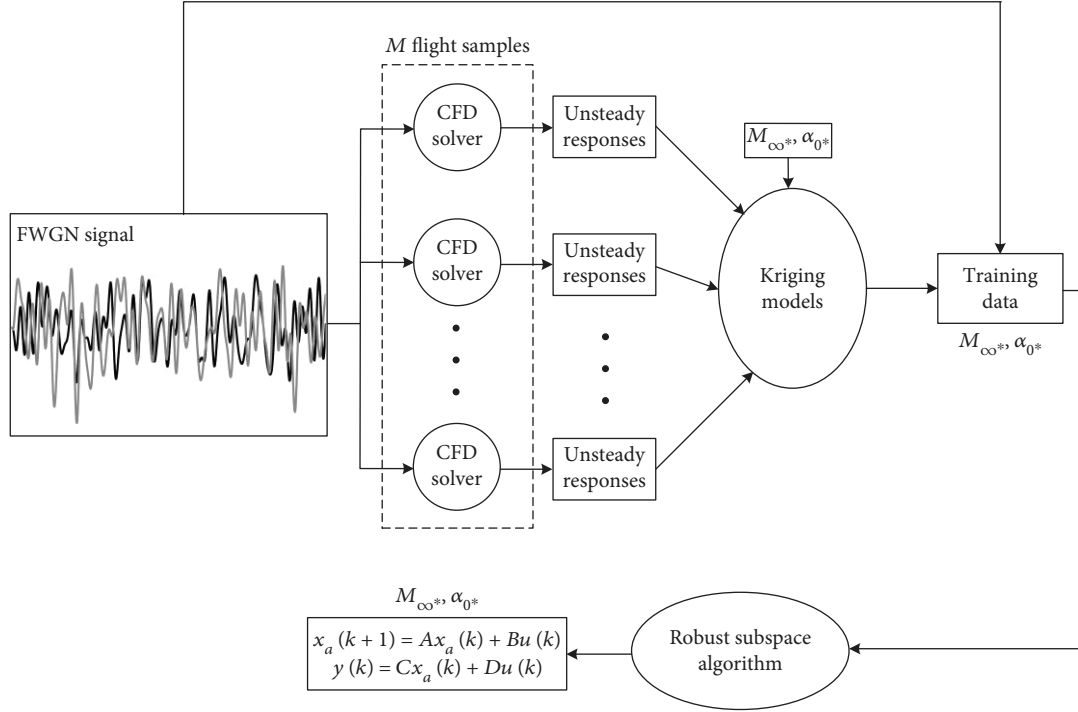 M flight samples
FWGN signal
CFD
solver
Unsteady
responses
CFD
solver
Unsteady
responses
CFD
solver
Unsteady
responses
M∞*, α0*
Kriging
models
Training
data
M∞*, α0*
M∞*, α0*
xa (k + 1) = Axa (k) + Bu (k)
y (k) = Cxa (k) + Du (k)
Robust subspace
algorithm